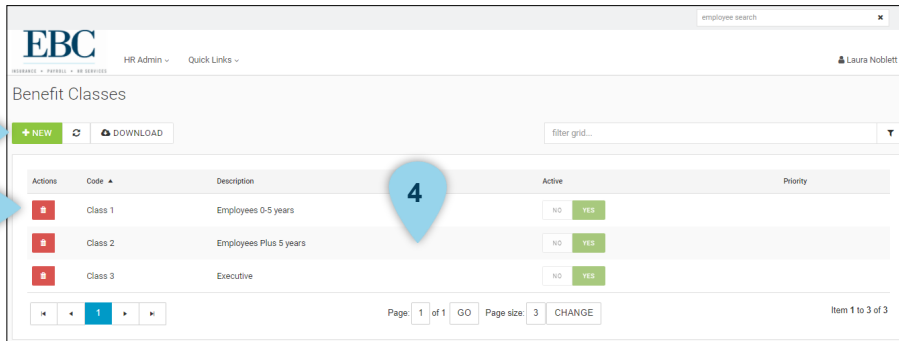 employee search ×
EBC
INSURANCE • PAYROLL • HR SERVICES
HR Admin
Quick Links
Laura Noblett
Benefit Classes
+ NEW
DOWNLOAD
filter grid...
Actions Code Description Active Priority
Class 1 Employees 0-5 years NO YES
Class 2 Employees Plus 5 years NO YES
Class 3 Executive NO YES
4
1 Page: 1 of 1 GO Page size: 3 CHANGE Item 1 to 3 of 3